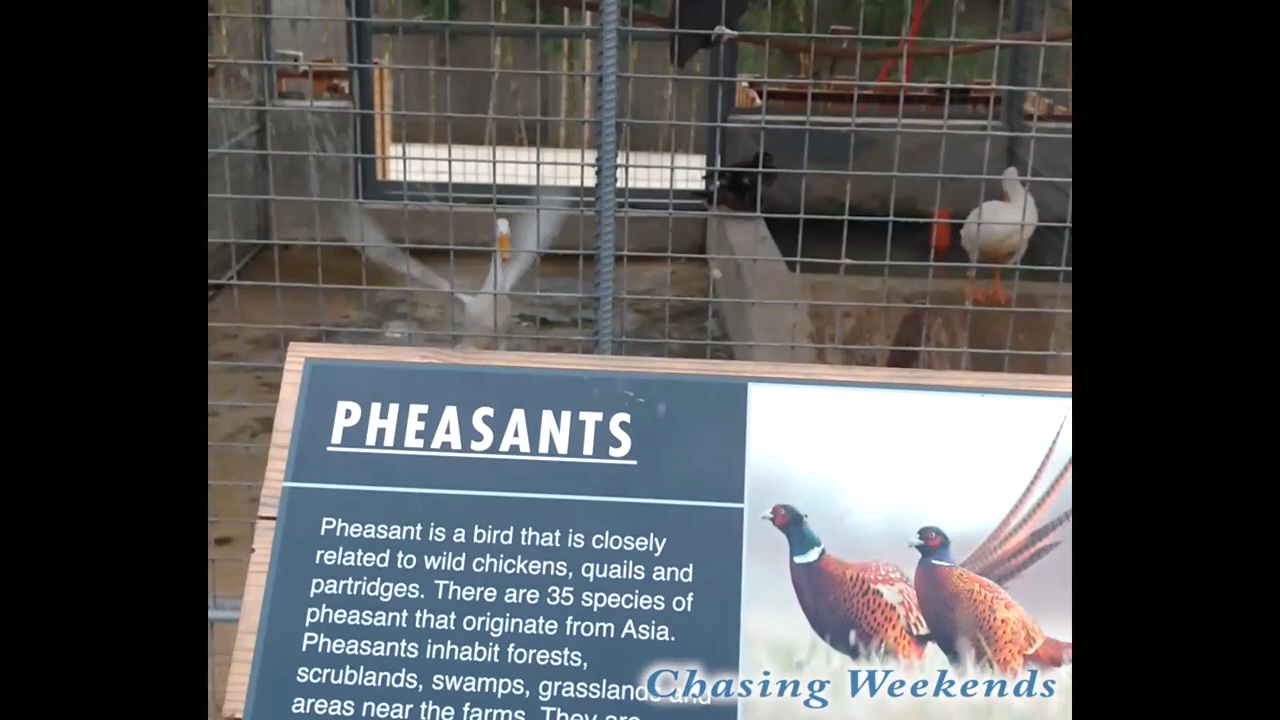 PHEASANTS
Pheasant is a bird that is closely
related to wild chickens, quails and
partridges. There are 35 species of
pheasant that originate from Asia.
Pheasants inhabit forests,
scrublands, swamps, grasslands and
areas near the farms. They are
Chasing Weekends